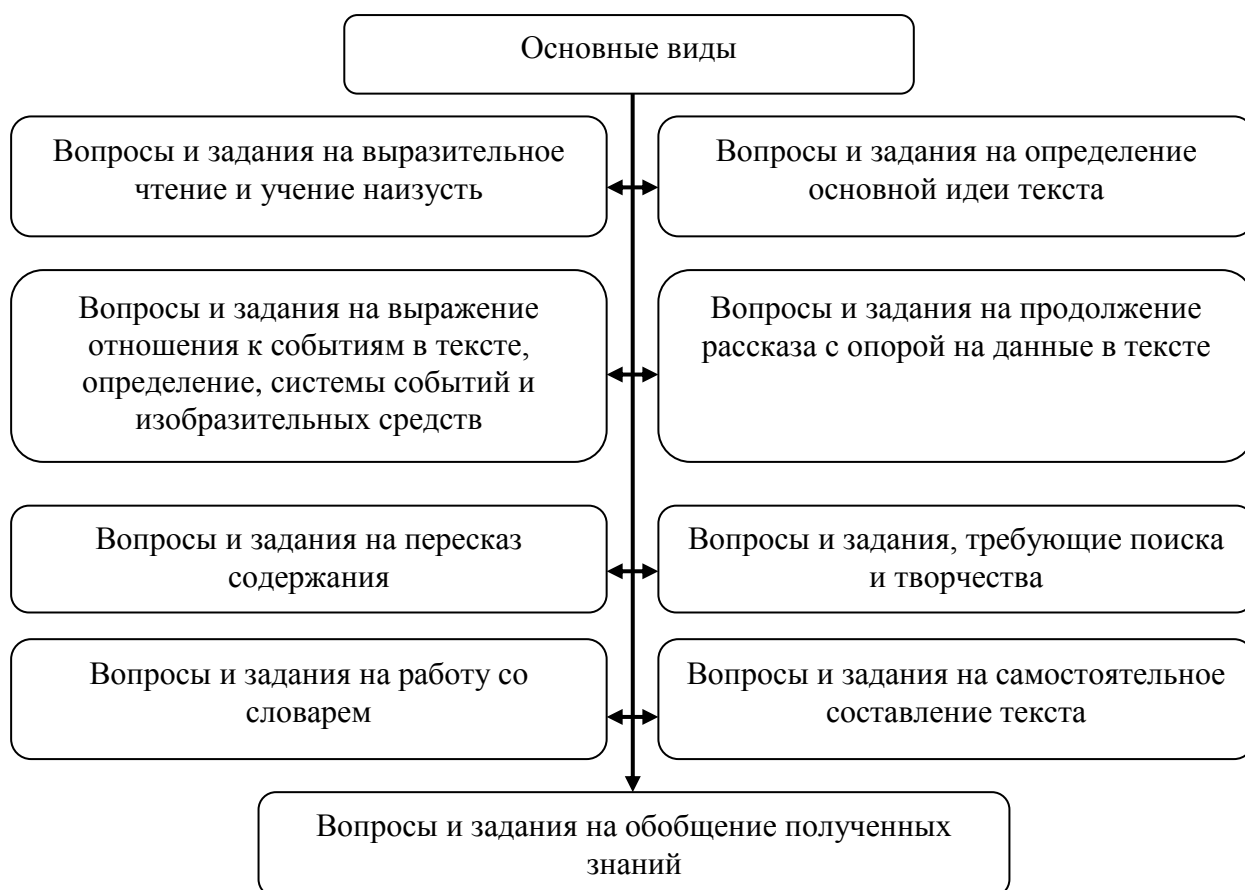 Основные виды
Вопросы и задания на выразительное
чтение и учение наизусть
Вопросы и задания на определение
основной идеи текста
Вопросы и задания на выражение
отношения к событиям в тексте,
определение, системы событий и
изобразительных средств
Вопросы и задания на продолжение
рассказа с опорой на данные в тексте
Вопросы и задания на пересказ
содержания
Вопросы и задания, требующие поиска
и творчества
Вопросы и задания на работу со
словарем
Вопросы и задания на самостоятельное
составление текста
Вопросы и задания на обобщение полученных
знаний